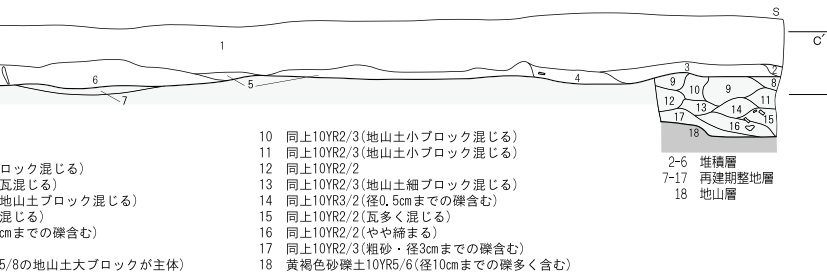 S
C′
1
3
2
6
4
9
10
9
8
5
7
12
13
14
11
15
17
16
18
10 同上10YR2/3(地山土小ブロック混じる)
11 同上10YR2/3(地山土小ブロック混じる)
ロック混じる)
12 同上10YR2/2
瓦混じる)
13 同上10YR2/3(地山土細ブロック混じる)
地山土ブロック混じる)
14 同上10YR3/2(径0.5cmまでの礫含む)
混じる)
15 同上10YR2/2(瓦多く混じる)
cmまでの礫含む)
16 同上10YR2/2(やや締まる)
17 同上10YR2/3(粗砂・径3cmまでの礫含む)
5/8の地山土大ブロックが主体)
18 黄褐色砂礫土10YR5/6(径10cmまでの礫多く含む)
2-6 堆積層
7-17 再建期整地層
18 地山層